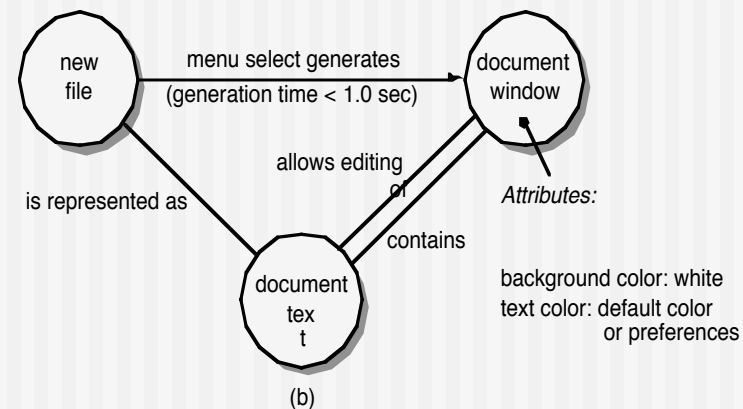 new
file
menu select generates
(generation time < 1.0 sec)
document
window
allows editing
of
is represented as
contains
Attributes:
background color: white
text color: default color
or preferences
document
tex
t
(b)